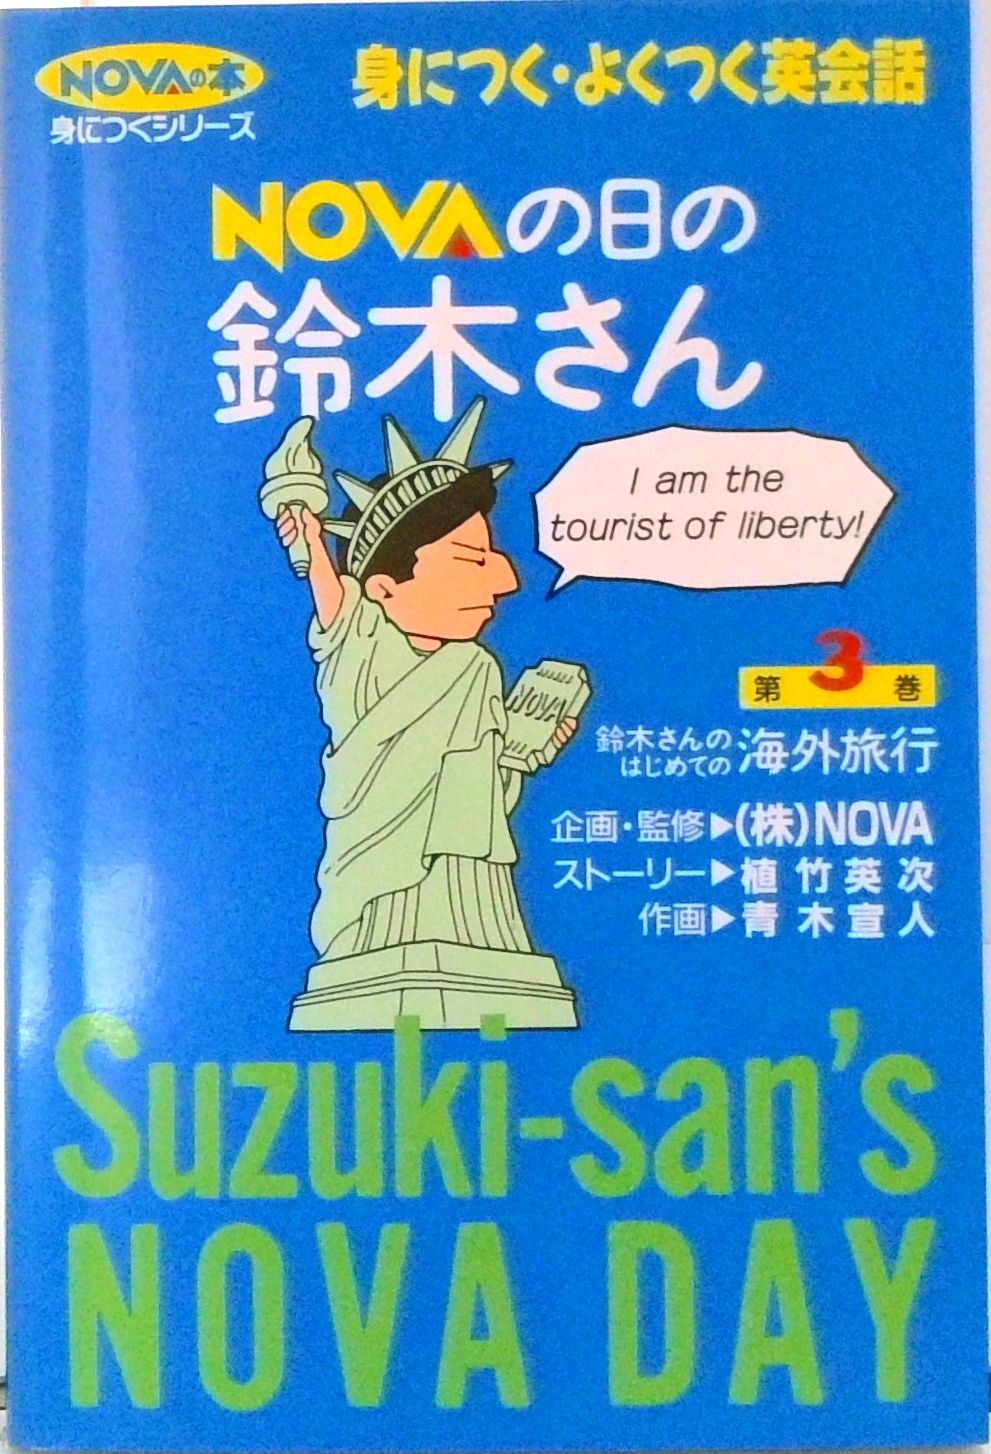 NOVAの本
身につくシリーズ
身につく・よくつく英会話
NOVAの日の
鈴木さん
I am the
tourist of liberty!
NOVA
第3巻
鈴木さんの
はじめての
海外旅行
企画・監修▶(株)NOVA
ストーリー▶植竹英次
作画▶青木宣人
Suzuki-san's
NOVA DAY